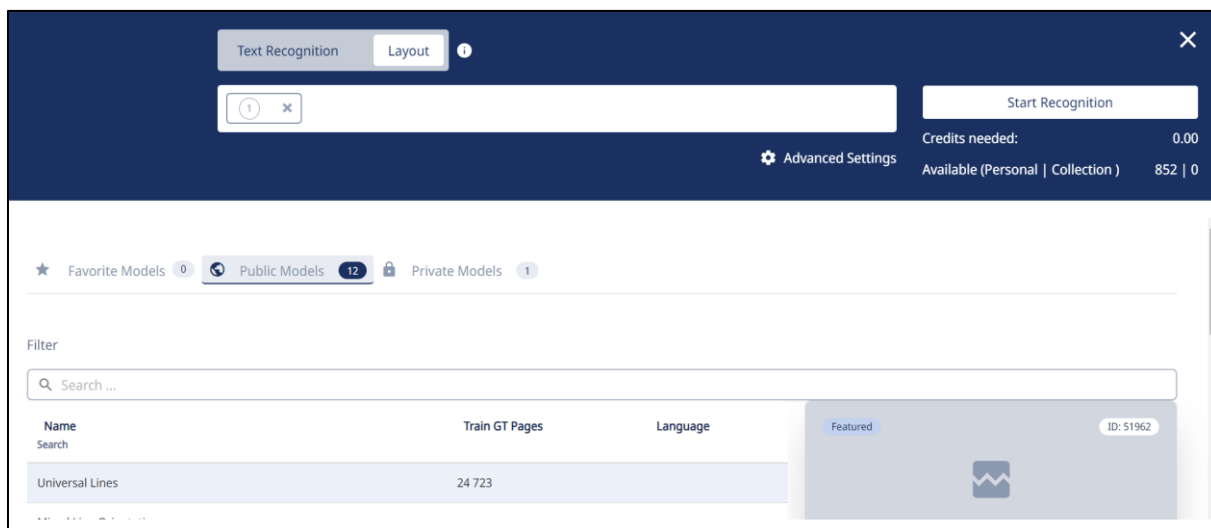 Text Recognition Layout
1
Start Recognition
Credits needed: 0.00
Advanced Settings
Available (Personal | Collection ) 852 | 0
Favorite Models 0 Public Models 12 Private Models 1
Filter
Search ...
Name Train GT Pages Language
Search
Featured ID: 51962
Universal Lines 24 723